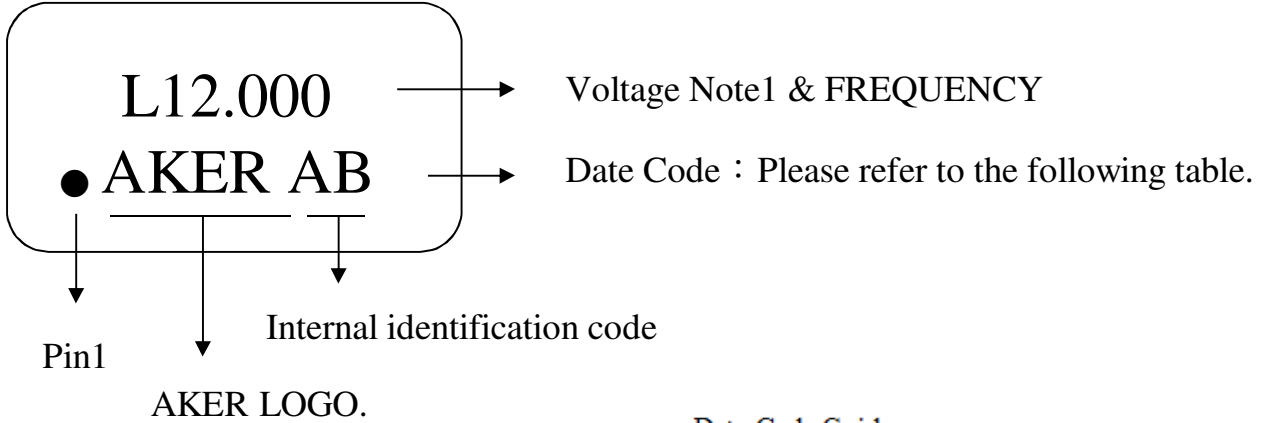 L12.000
Voltage Note1 & FREQUENCY
● AKER AB
Date Code：Please refer to the following table.
Internal identification code
Pin1
AKER LOGO.